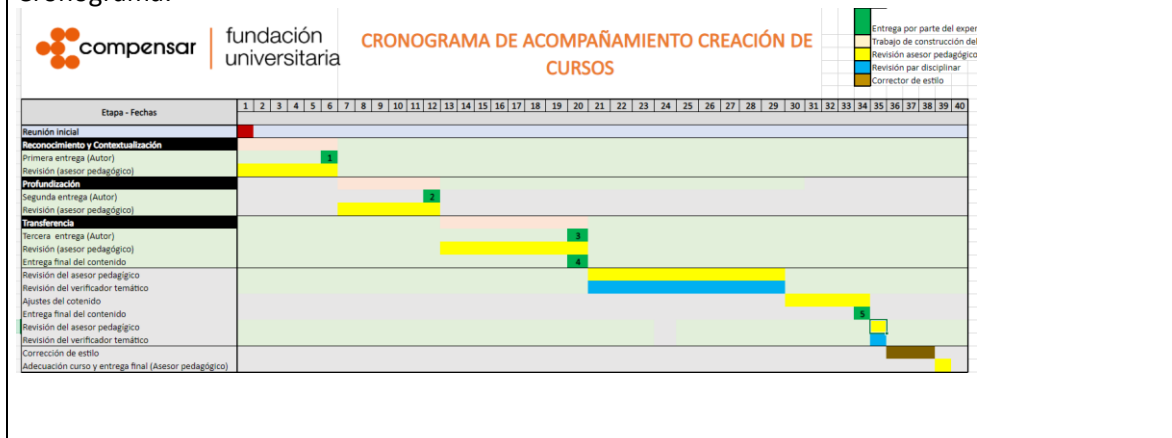 Cronograma:
compensar
fundación
universitaria
CRONOGRAMA DE ACOMPAÑAMIENTO CREACIÓN DE
CURSOS
Entrega por parte del exper
Trabajo de construcción del
Revisión asesor pedagógico
Revisión par disciplinar
Corrector de estilo
Etapa - Fechas 1 2 3 4 5 6 7 8 9 10 11 12 13 14 15 16 17 18 19 20 21 22 23 24 25 26 27 28 29 30 31 32 33 34 35 36 37 38 39 40
Reunión inicial
Reconocimiento y Contextualización
Primera entrega (Autor) 1
Revisión (asesor pedagógico)
Profundización
Segunda entrega (Autor) 2
Revisión (asesor pedagógico)
Transferencia
Tercera entrega (Autor) 3
Revisión (asesor pedagógico)
Entrega final del contenido 4
Revisión del asesor pedagígico
Revisión del verificador temático
Ajustes del cotenido
Entrega final del contenido 5
Revisión del asesor pedagígico
Revisión del verificador temático
Corrección de estilo
Adecuación curso y entrega final (Asesor pedagógico)